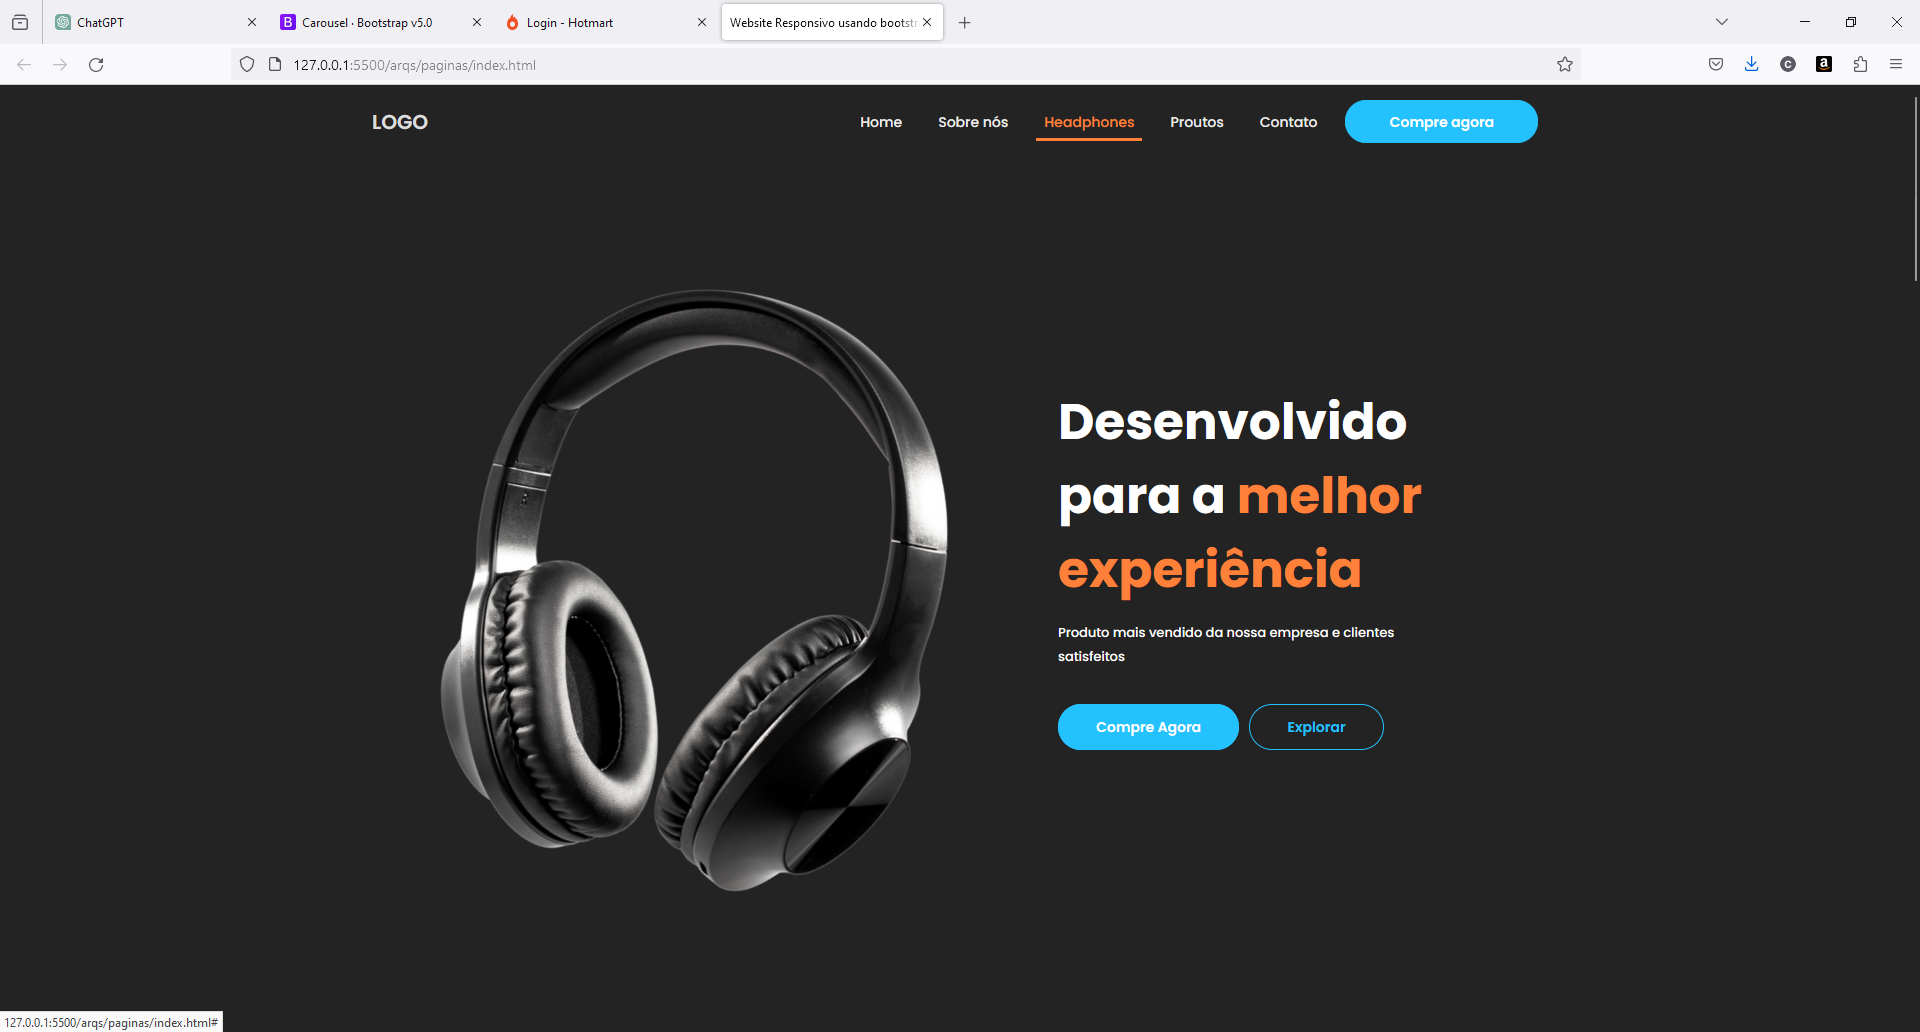 ChatGPT
Carousel · Bootstrap v5.0
Login - Hotmart
Website Responsivo usando bootstr
127.0.0.1:5500/arqs/paginas/index.html
LOGO
Home
Sobre nós
Headphones
Proutos
Contato
Compre agora
Desenvolvido
para a melhor
experiência
Produto mais vendido da nossa empresa e clientes
satisfeitos
Compre Agora
Explorar
127.0.0.1:5500/arqs/paginas/index.html#